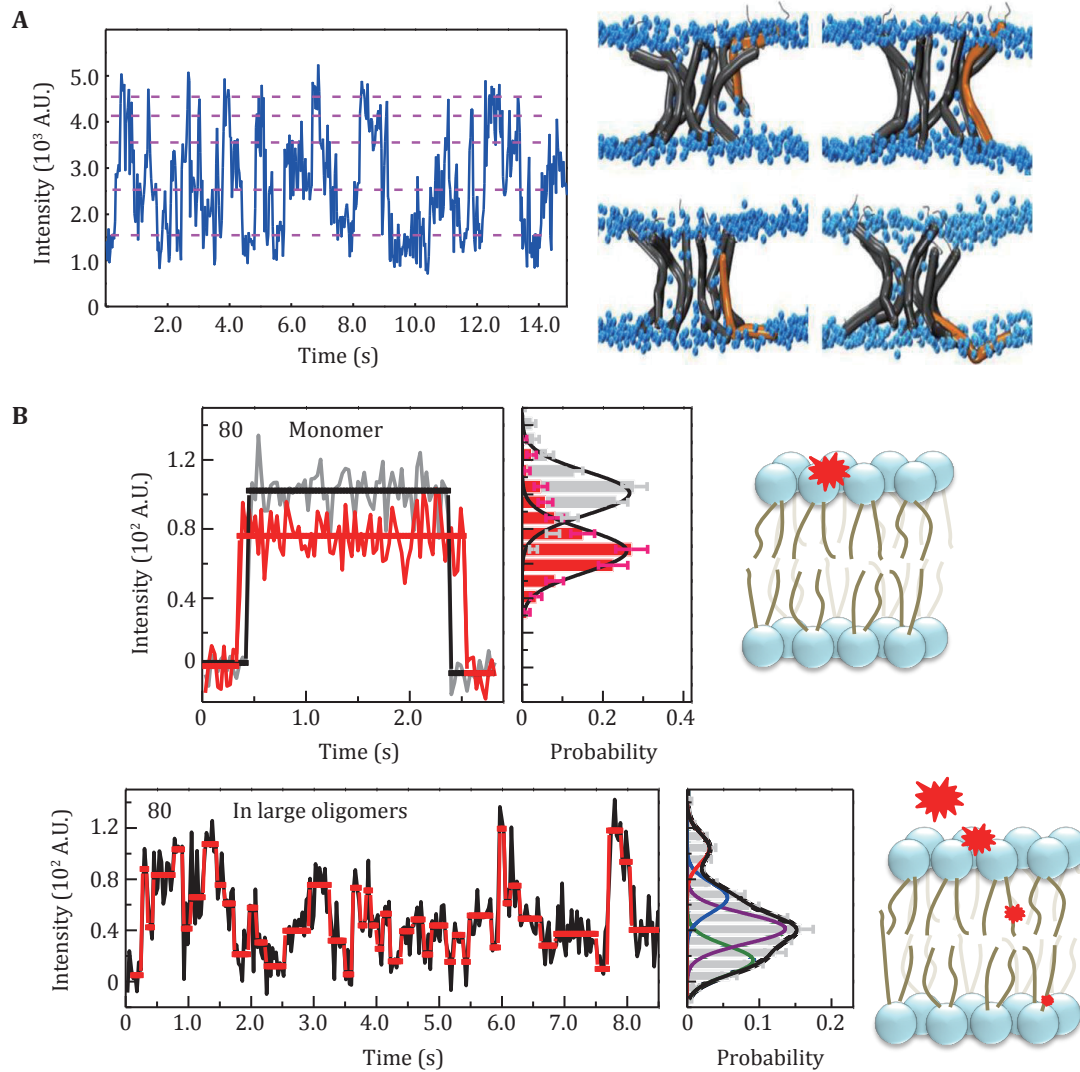 A
Intensity (10³ A.U.)
5.0
4.0
3.0
2.0
1.0
0
2.0 4.0 6.0 8.0 10.0 12.0 14.0
Time (s)
B
80 Monomer
Intensity (10² A.U.)
1.2
0.8
0.4
0
0 1.0 2.0
Time (s)
0 0.2 0.4
Probability
80 In large oligomers
Intensity (10² A.U.)
1.2
0.8
0.4
0
0 1.0 2.0 3.0 4.0 5.0 6.0 7.0 8.0
Time (s)
0 0.1 0.2
Probability